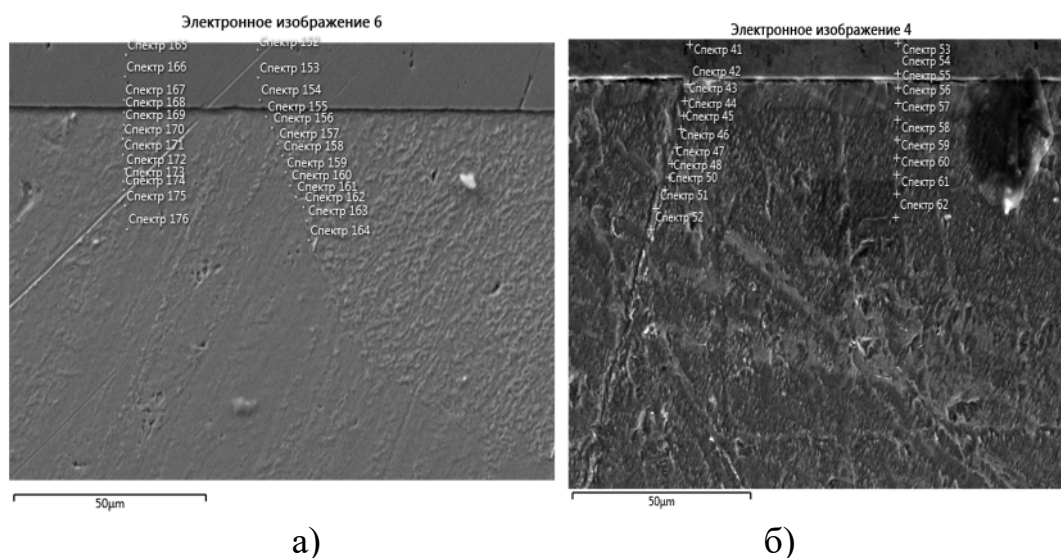 Электронное изображение 6
Спектр 165
Спектр 166
Спектр 167
Спектр 168
Спектр 169
Спектр 170
Спектр 171
Спектр 172
Спектр 173
Спектр 174
Спектр 175
Спектр 176
Спектр 152
Спектр 153
Спектр 154
Спектр 155
Спектр 156
Спектр 157
Спектр 158
Спектр 159
Спектр 160
Спектр 161
Спектр 162
Спектр 163
Спектр 164
50μm
а)
Электронное изображение 4
Спектр 41
Спектр 42
Спектр 43
Спектр 44
Спектр 45
Спектр 46
Спектр 47
Спектр 48
Спектр 50
Спектр 51
Спектр 52
Спектр 53
Спектр 54
Спектр 55
Спектр 56
Спектр 57
Спектр 58
Спектр 59
Спектр 60
Спектр 61
Спектр 62
50μm
б)